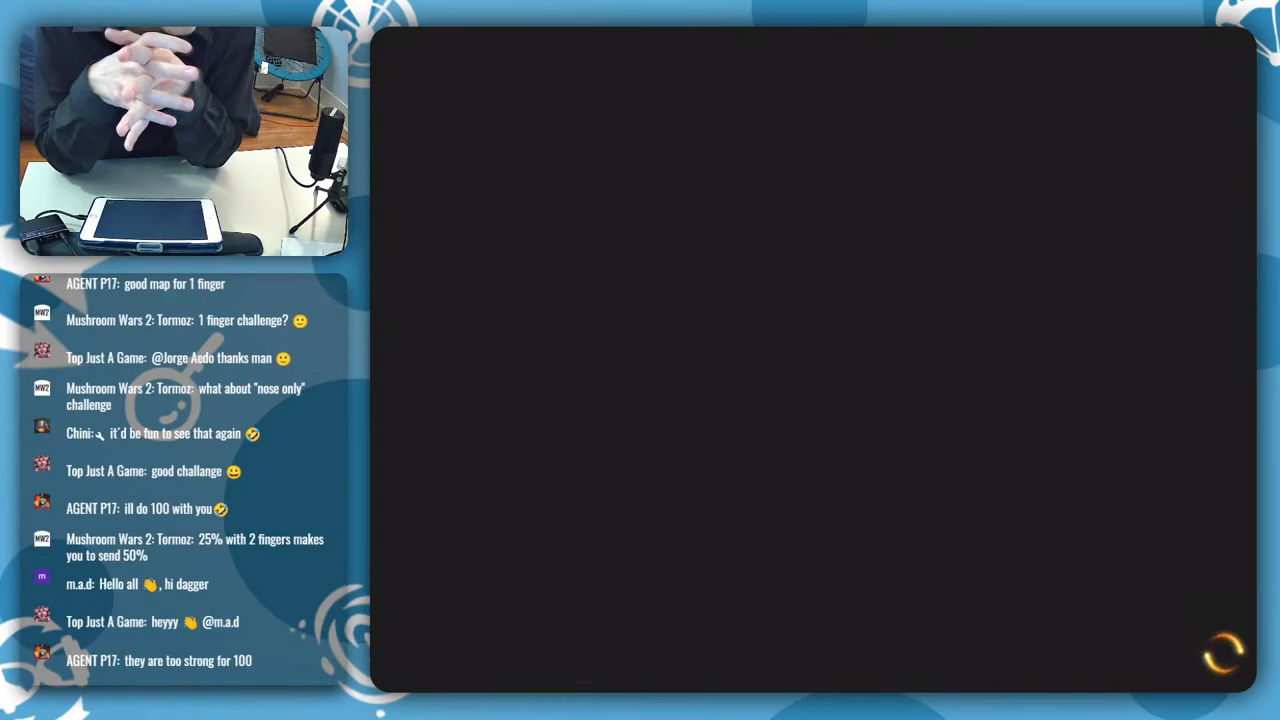 AGENT P17: good map for 1 finger
MW2
Mushroom Wars 2: Tormoz: 1 finger challenge? 🙂
Top Just A Game: @Jorge Aedo thanks man 🙂
MW2
Mushroom Wars 2: Tormoz: what about "nose only"
challenge
Chini: it´d be fun to see that again 🤣
Top Just A Game: good challange 😀
AGENT P17: ill do 100 with you🤣
MW2
Mushroom Wars 2: Tormoz: 25% with 2 fingers makes
you to send 50%
m
m.a.d: Hello all 👋, hi dagger
Top Just A Game: heyyy 👋 @m.a.d
AGENT P17: they are too strong for 100